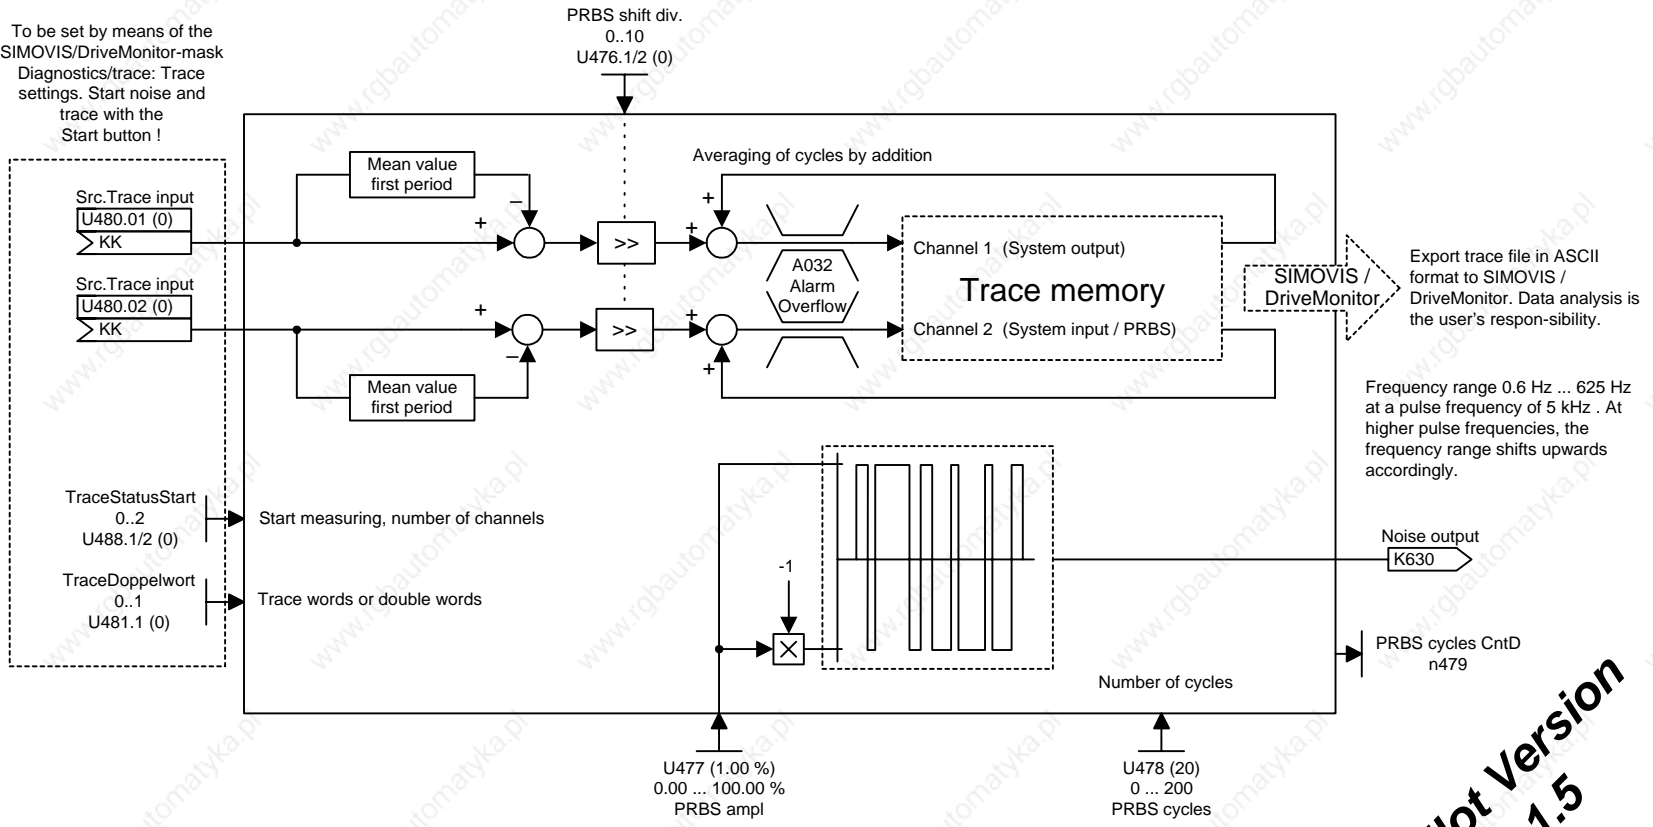 To be set by means of the
SIMOVIS/DriveMonitor-mask
Diagnostics/trace: Trace
settings. Start noise and
trace with the
Start button !
PRBS shift div.
0..10
U476.1/2 (0)
Src.Trace input
U480.01 (0)
KK
Src.Trace input
U480.02 (0)
KK
Mean value
first period
Mean value
first period
–
+
>>
+
+
Averaging of cycles by addition
+
–
>>
+
+
A032
Alarm
Overflow
Channel 1 (System output)
Trace memory
Channel 2 (System input / PRBS)
SIMOVIS /
DriveMonitor
Export trace file in ASCII
format to SIMOVIS /
DriveMonitor. Data analysis is
the user's respon-sibility.
Frequency range 0.6 Hz ... 625 Hz
at a pulse frequency of 5 kHz . At
higher pulse frequencies, the
frequency range shifts upwards
accordingly.
TraceStatusStart
0..2
U488.1/2 (0)
Start measuring, number of channels
TraceDoppelwort
0..1
U481.1 (0)
Trace words or double words
-1
Noise output
K630
PRBS cycles CntD
n479
Number of cycles
U477 (1.00 %)
0.00 ... 100.00 %
PRBS ampl
U478 (20)
0 ... 200
PRBS cycles
Version
1.5
www.rgbautomatyka.pl